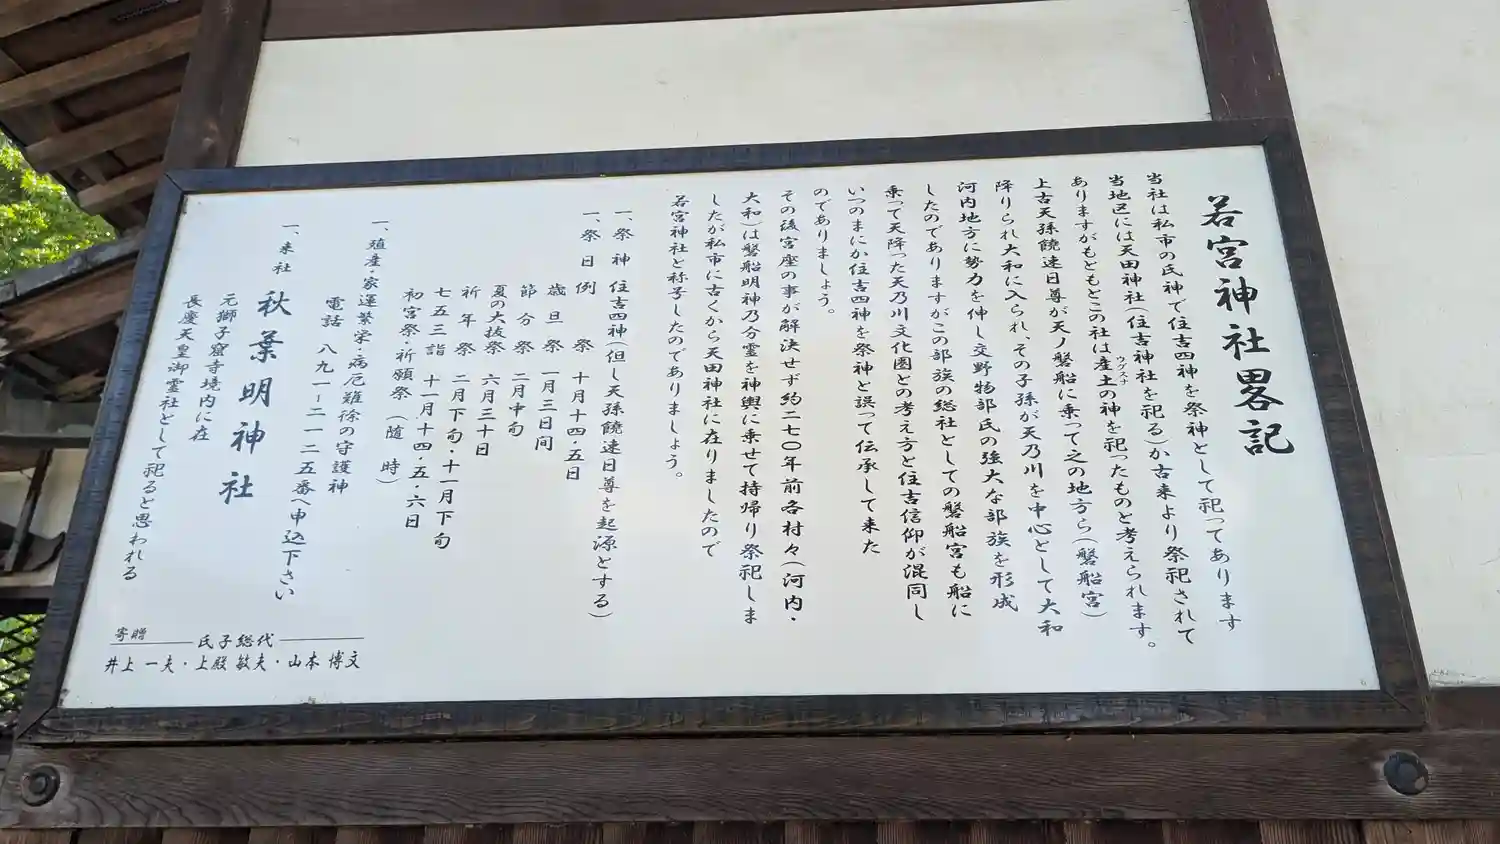 若宮神社畧記
当社は私市の氏神で住吉四神を祭神として祀ってあります
当地区には天田神社(住吉神社を祀る)か古来より祭祀されて
ありますがもともとこの社は産土の神を祀ったものと考えられます。
ウヅスナ
上古天孫饒速日尊が天ノ磐船に乗って之の地方ら(磐船宮)
降りられ大和に入られ、その子孫が天乃川を中心として大和
河内地方に勢力を伸し交野物部氏の強大な部族を形成
したのでありますがこの部族の総社としての磐船宮も船に
乗って天降った天乃川文化圏との考え方と住吉信仰が混同し
いつのまにか住吉四神を祭神と誤って伝承して来た
のでありましょう。
その後宮座の事が解決せず約二七〇年前各村々(河内・
大和)は磐船明神乃分霊を神輿に乗せて持帰り祭祀しま
したが私市に古くから天田神社に在りましたので
若宮神社と称号したのでありましょう。
一、祭神 住吉四神(但し天孫饒速日尊を起源とする)
一、祭日 例祭 十月十四・五日
歳旦祭 一月三日間
節分祭 二月中旬
夏の大抜祭 六月三十日
祈年祭 二月下旬・十一月下旬
七五三詣 十一月十四・五・六日
初宮祭・祈願祭(随時)
一、殖産・家運繁栄・病厄難徐の守護神
電話 八九一ー二一二五番(申込下さい
一、末社
秋葉明神社
元獅子窟寺境内に在
長慶天皇御霊社として祀ると思われる
寄贈 氏子総代
井上 一夫・上殿 敏夫・山本 博文